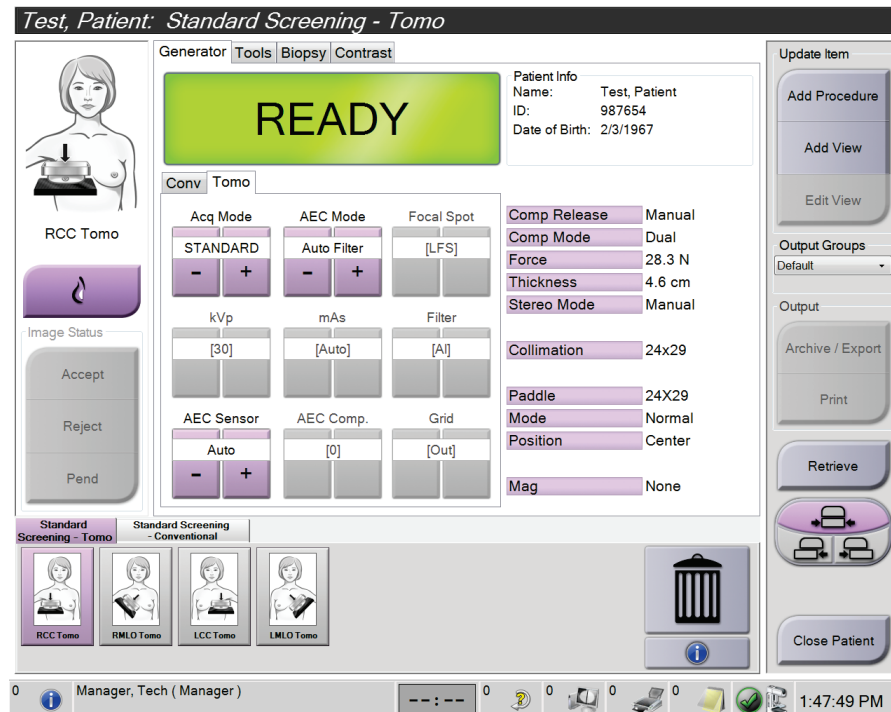 Test, Patient: Standard Screening - Tomo
Generator Tools Biopsy Contrast
READY
Patient Info
Name: Test, Patient
ID: 987654
Date of Birth: 2/3/1967
RCC Tomo
Image Status
Accept
Reject
Pend
Conv Tomo
Acq Mode AEC Mode Focal Spot
STANDARD Auto Filter [LFS]
- + - +
kVp mAs Filter
[30] [Auto] [Al]
AEC Sensor AEC Comp. Grid
Auto [0] [Out]
- +
Comp Release Manual
Comp Mode Dual
Force 28.3 N
Thickness 4.6 cm
Stereo Mode Manual
Collimation 24x29
Paddle 24X29
Mode Normal
Position Center
Mag None
Update Item
Add Procedure
Add View
Edit View
Output Groups
Default
Output
Archive / Export
Print
Retrieve
Close Patient
Standard
Screening - Tomo
Standard Screening
- Conventional
RCC Tomo RMLO Tomo LCC Tomo LMLO Tomo
0 Manager, Tech ( Manager ) --:-- 0 0 0 0 1:47:49 PM